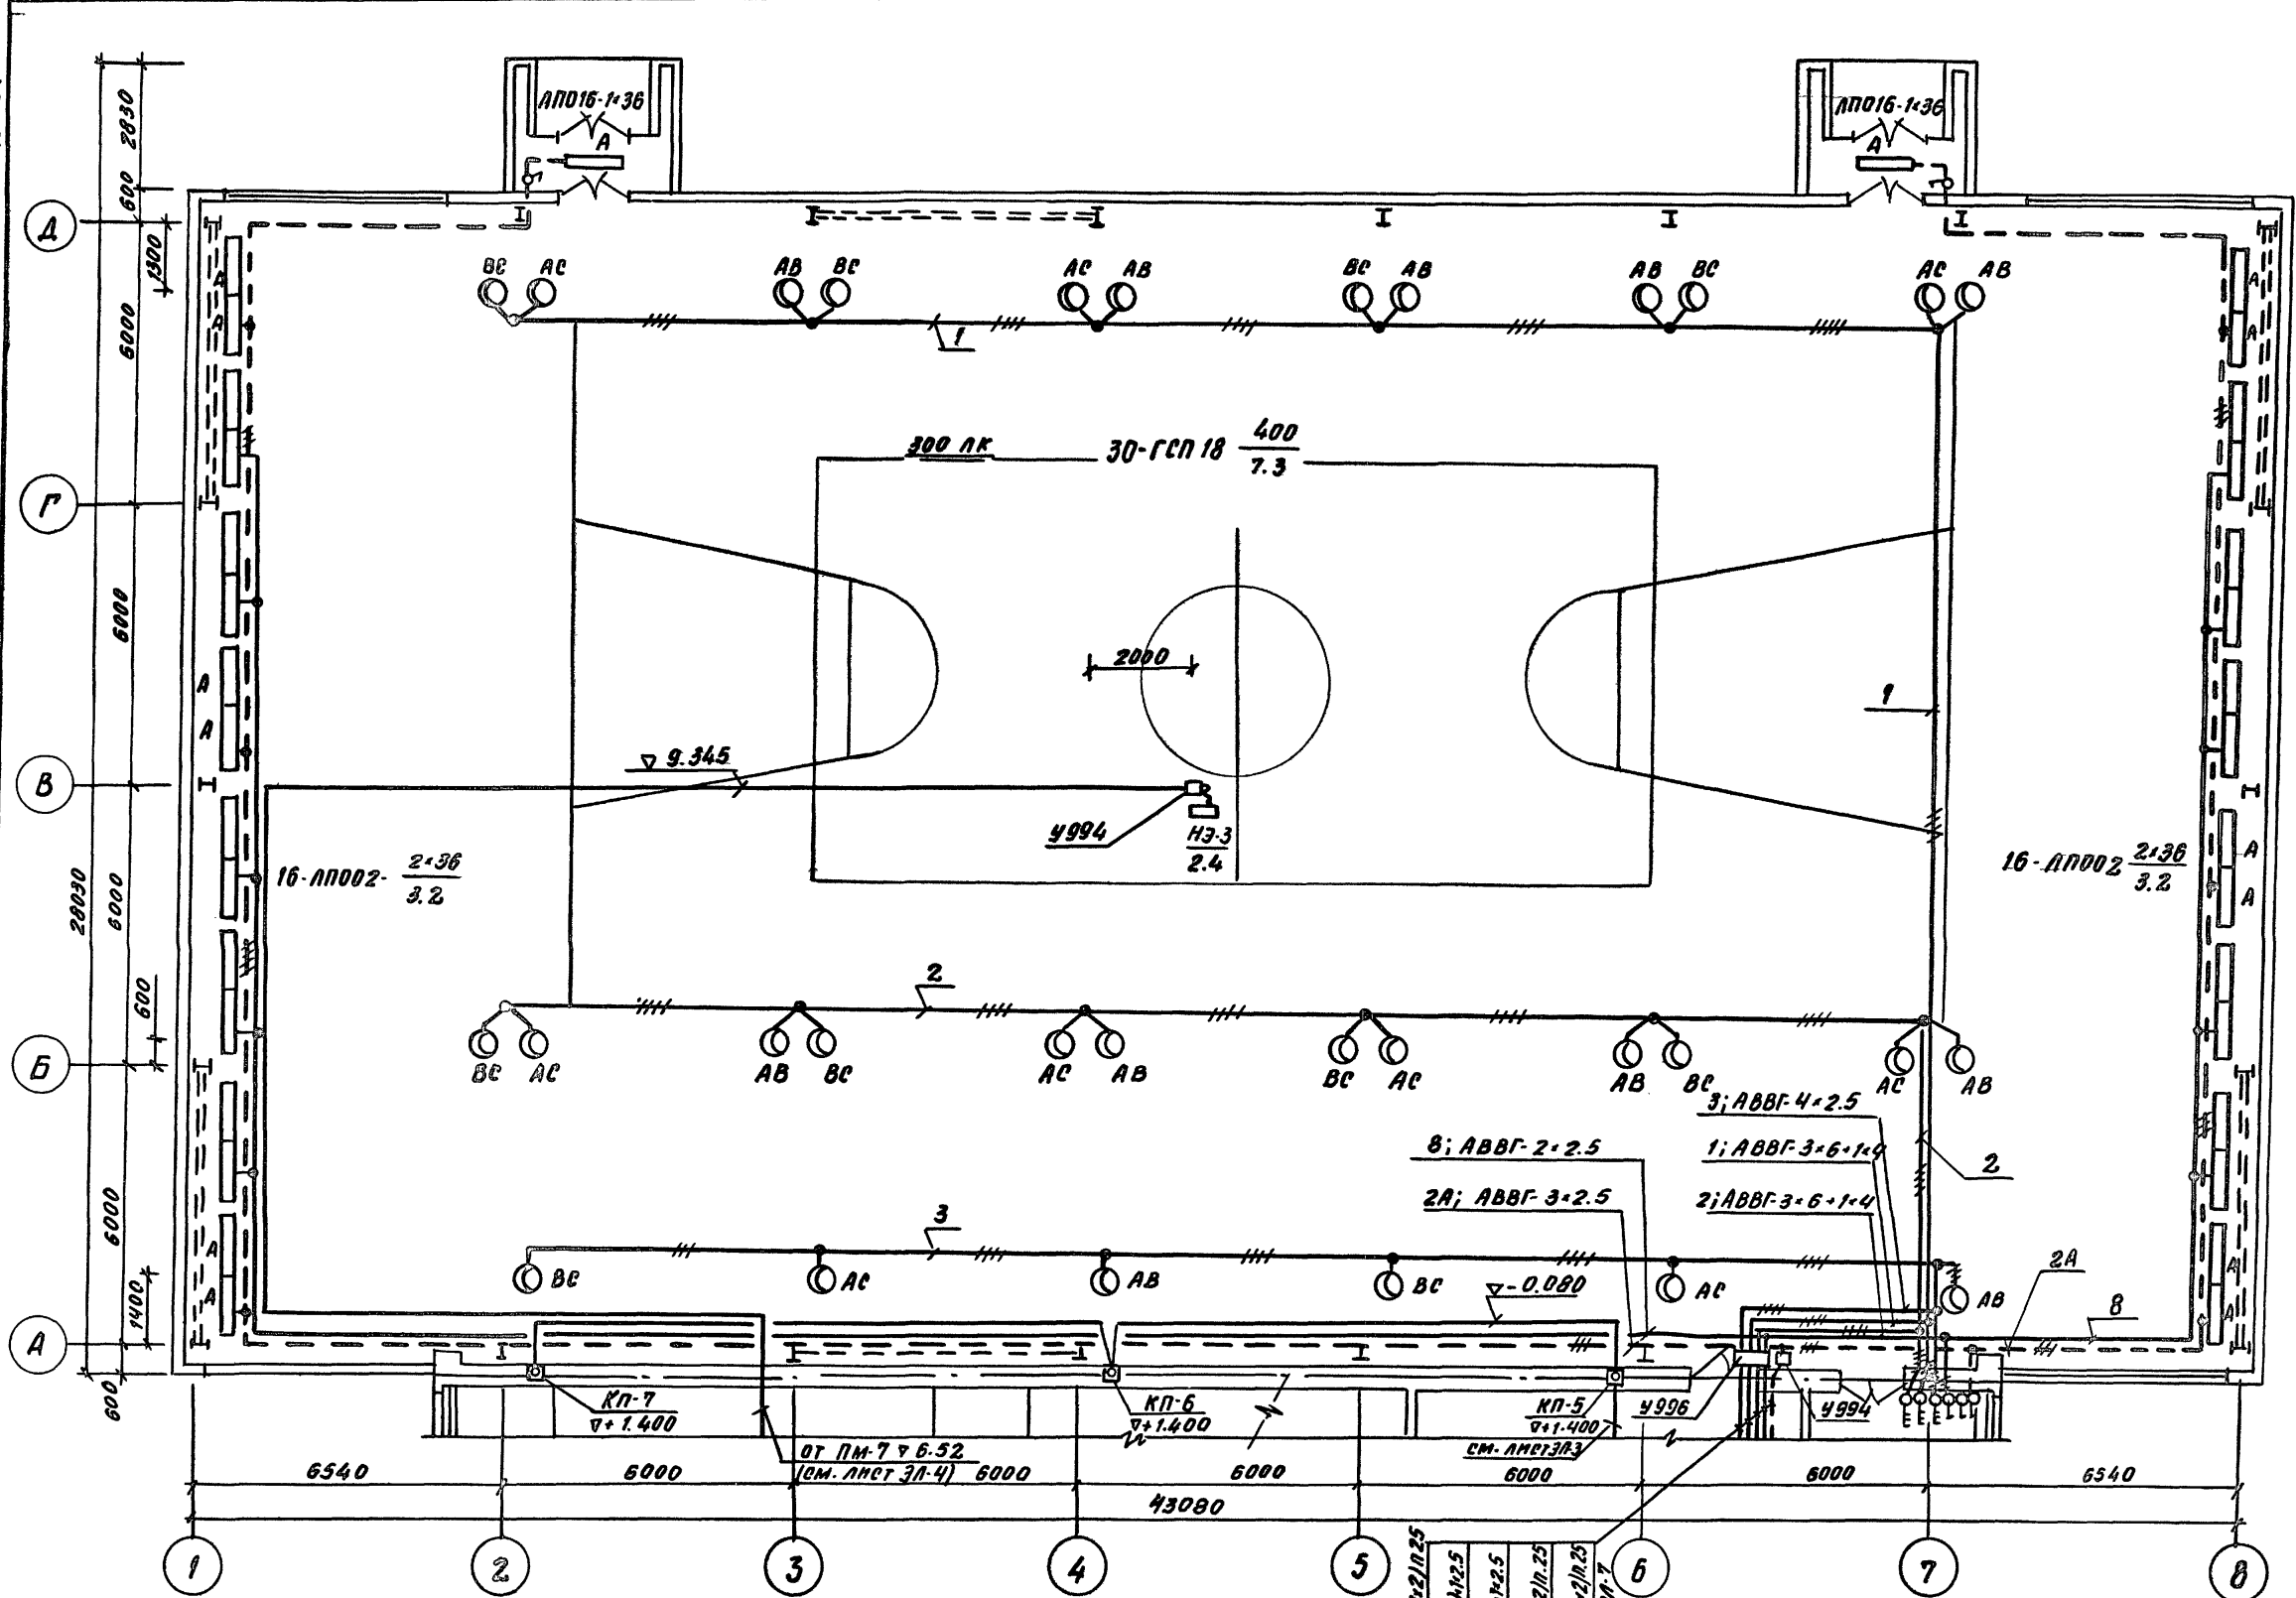 ЛПО16-1×36
А
ЛПО16-1×36
А
2830
600
1300
6000
6000
6000
28030
600
6000
1400
600
Д
Г
В
Б
А
ВС АС
АВ ВС
АС АВ
ВС АВ
АВ ВС
АС АВ
1
300 ЛК
30-ГСП 18 400
7.3
А
А
А
А
2000
1
А
А
▽ 9.345
У994
НЭ-3
2.4
16-ЛПО02- 2×36
3.2
16-ЛПО02 2×36
3.2
А
А
2
ВС АС
АВ ВС
АС АВ
ВС АС
АВ ВС
АС АВ
3; АВВГ-4×2.5
8; АВВГ-2×2.5
1; АВВГ-3×6+1×4
2
2А; АВВГ-3×2.5
2; АВВГ-3×6+1×4
3
А
А
ВС
АС
АВ
ВС
АС
АВ
▽-0.080
2А
8
А
А
КП-7
▽+1.400
КП-6
▽+1.400
КП-5
▽+1.400
см. лист ЭЛ-3
У996
У994
от ПМ-7 ▽ 6.52
(см. лист ЭЛ-4)
6540
6000
6000
6000
6000
6000
6540
43080
1
2
3
4
5
6
7
8